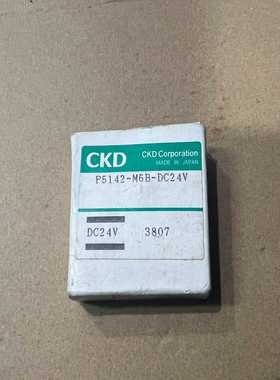 CKD
CKD Corporation
MADE IN JAPAN
P5142-M6B-DC24V
DC24V 3807